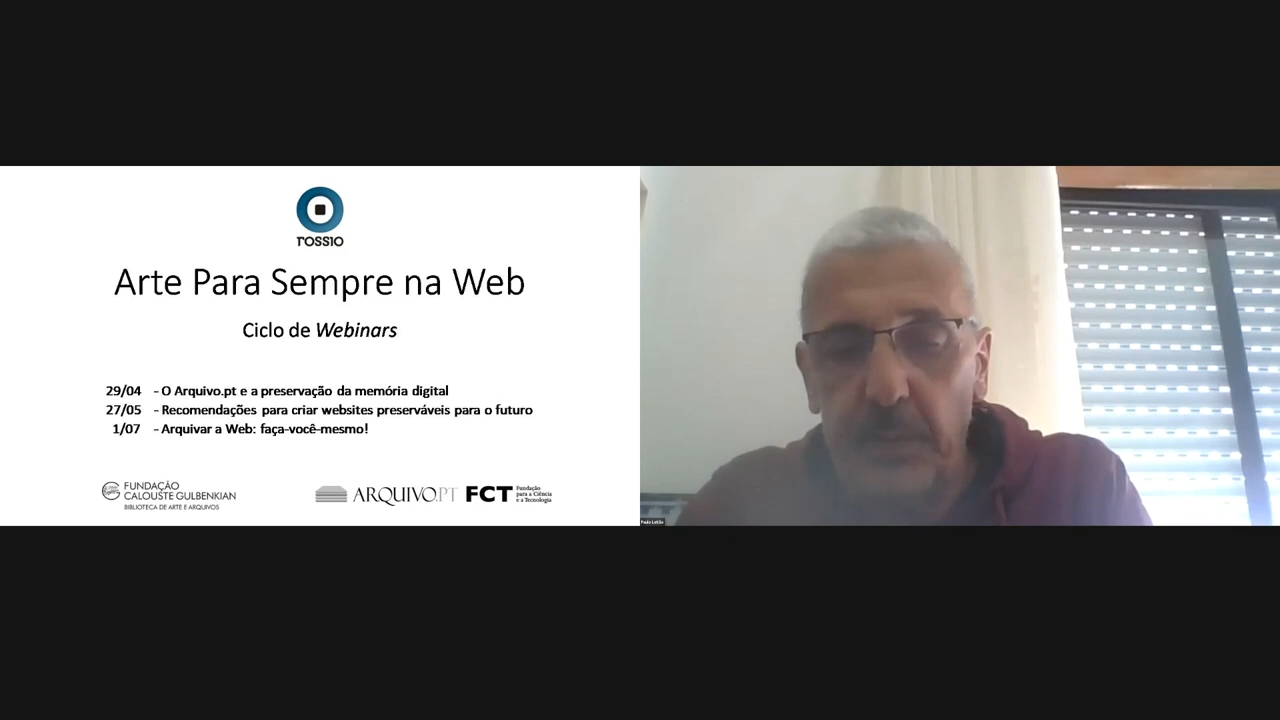 rossio
Arte Para Sempre na Web
Ciclo de Webinars
29/04 - O Arquivo.pt e a preservação da memória digital
27/05 - Recomendações para criar websites preserváveis para o futuro
1/07 - Arquivar a Web: faça-você-mesmo!
FUNDAÇÃO
CALOUSTE GULBENKIAN
BIBLIOTECA DE ARTE E ARQUIVOS
ARQUIVO.PT
FCT
Fundação
para a Ciência
e a Tecnologia
Paulo Leitão